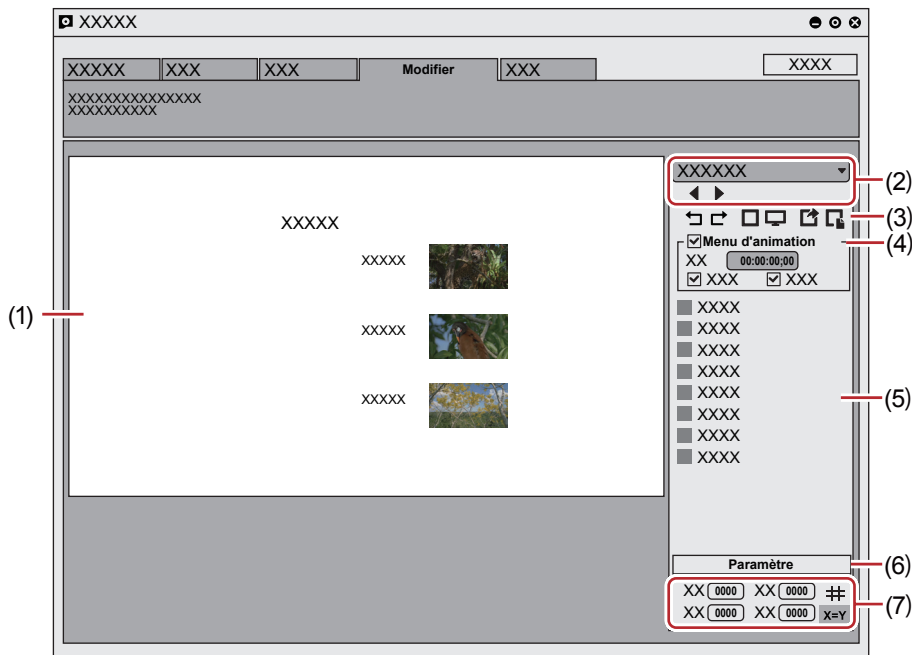 XXXXX
XXXXX XXX XXX Modifier XXX XXXX
XXXXXXXXXXXXXXX
XXXXXXXXXX
XXXXX
XXXXX
XXXXX
XXXXX
(1)
XXXXXX
(2)
(3)
Menu d'animation
(4)
XX 00:00:00;00
XXX XXX
XXXX
XXXX
XXXX
XXXX
XXXX
(5)
XXXX
XXXX
XXXX
Paramètre
(6)
XX 0000 XX 0000
XX 0000 XX 0000 X=Y
(7)